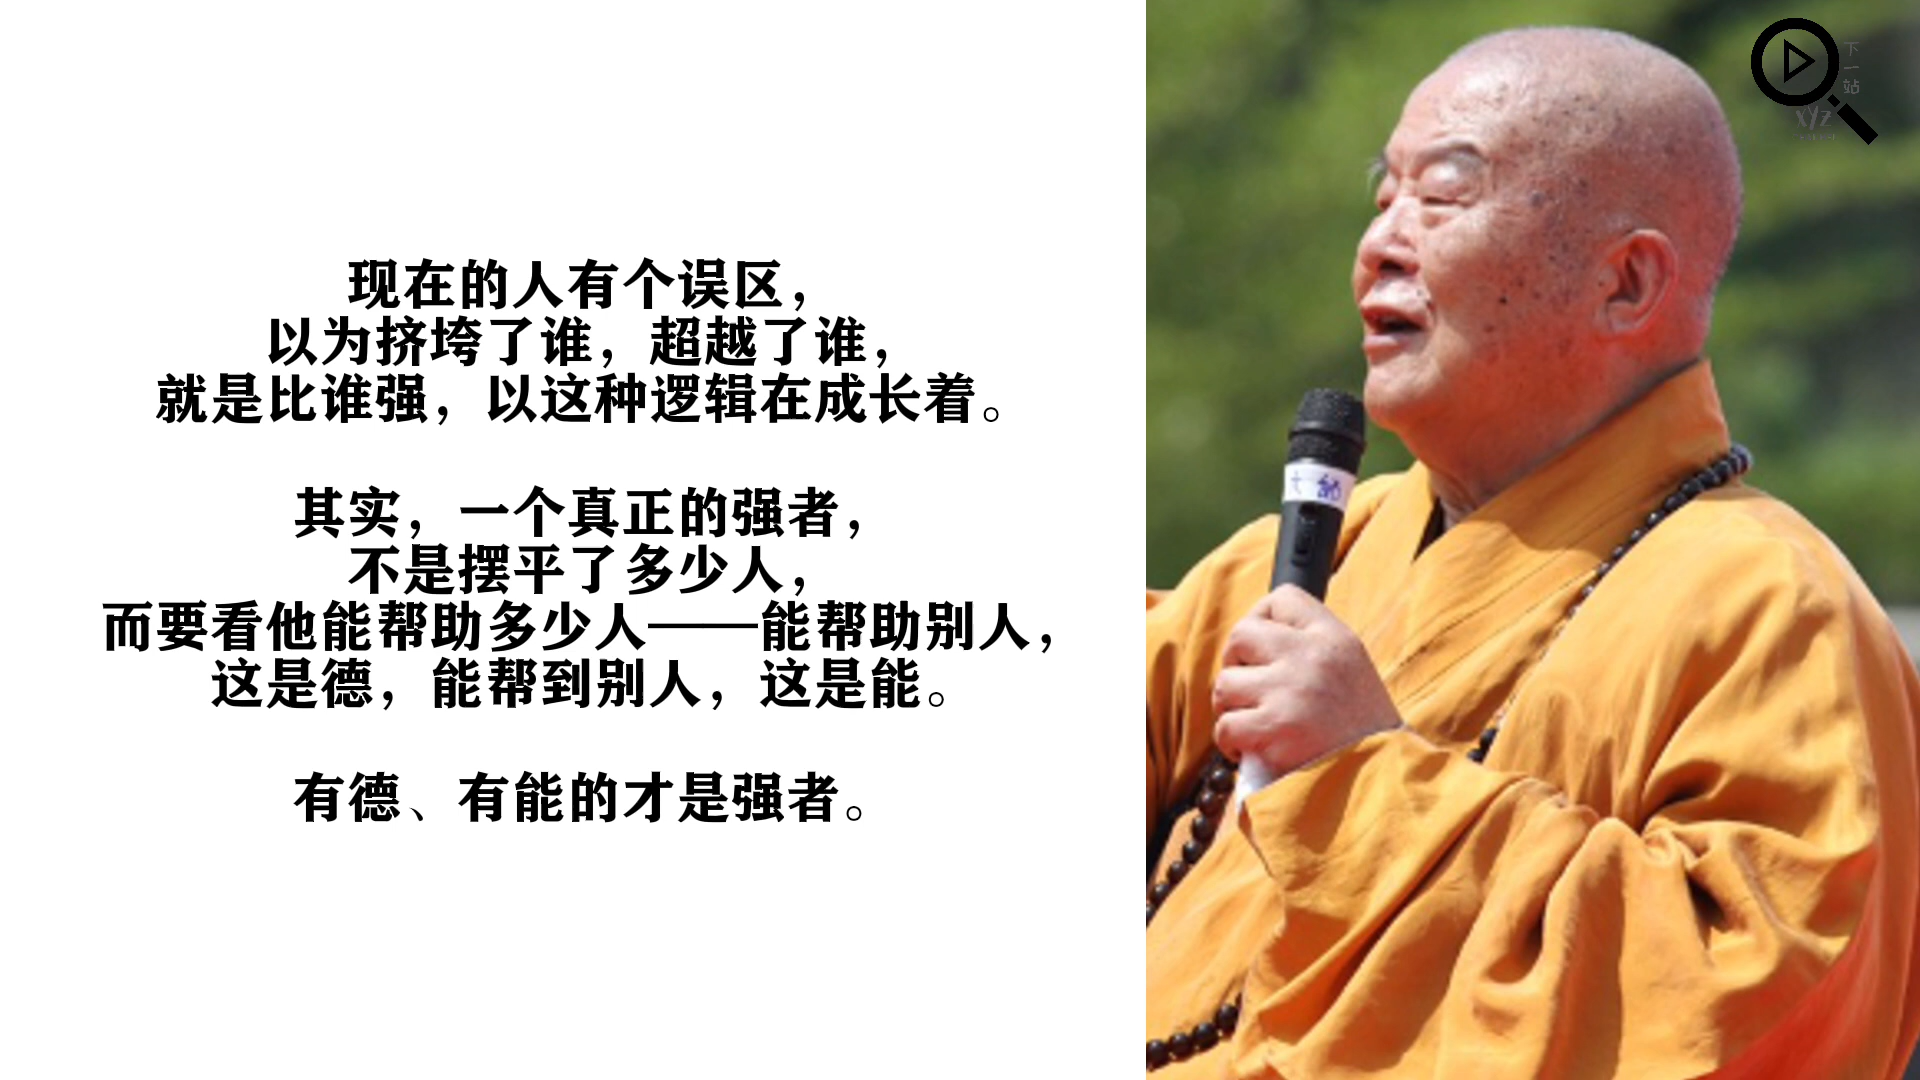 现在的人有个误区，
以为挤垮了谁，超越了谁，
就是比谁强，以这种逻辑在成长着。
其实，一个真正的强者，
不是摆平了多少人，
而要看他能帮助多少人——能帮助别人，
这是德，能帮到别人，这是能。
有德、有能的才是强者。
下一站
xyz